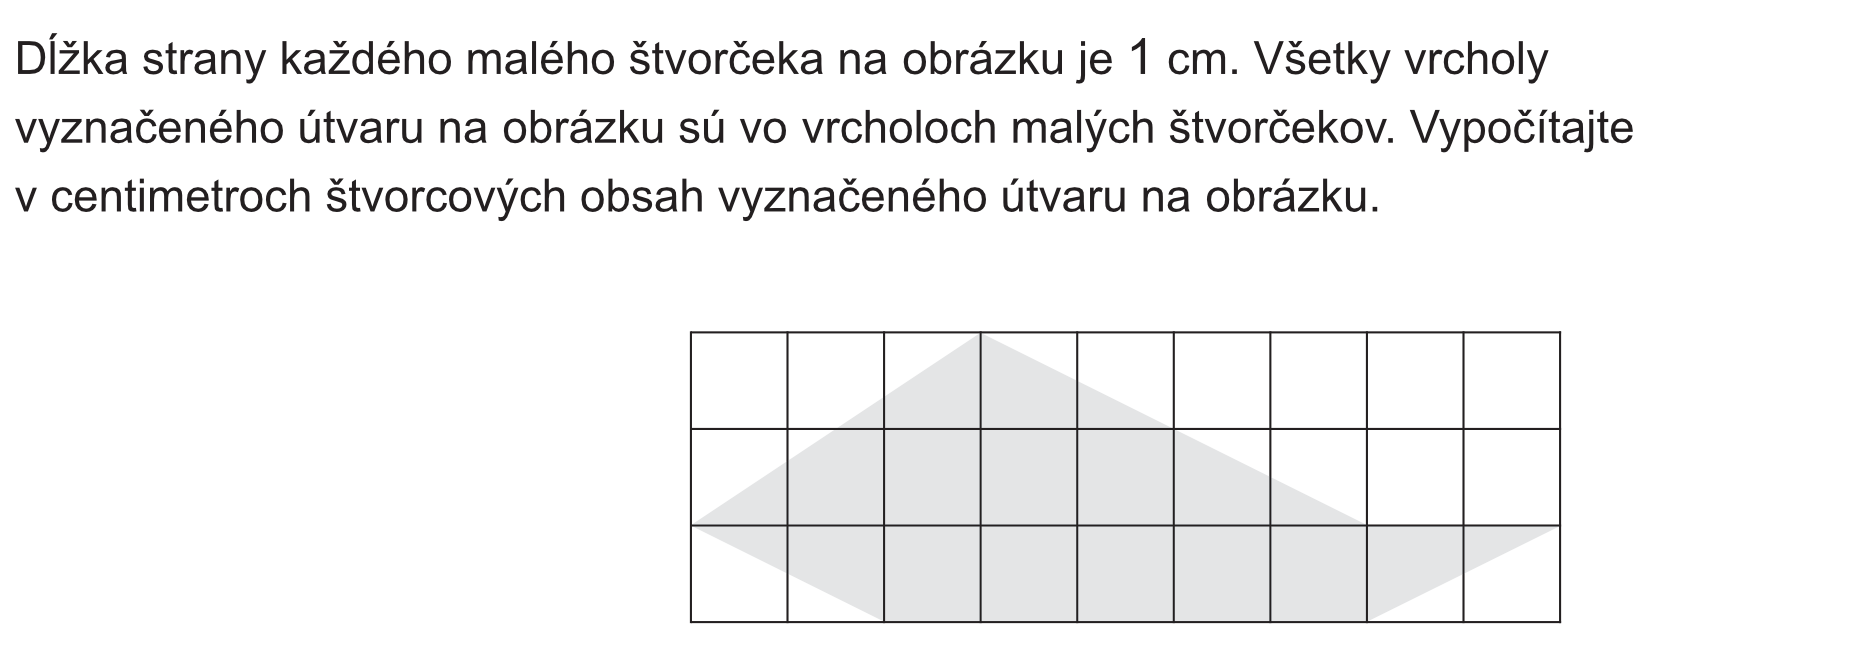 Dĺžka strany každého malého štvorčeka na obrázku je 1 cm. Všetky vrcholy
vyznačeného útvaru na obrázku sú vo vrcholoch malých štvorčekov. Vypočítajte
v centimetroch štvorcových obsah vyznačeného útvaru na obrázku.